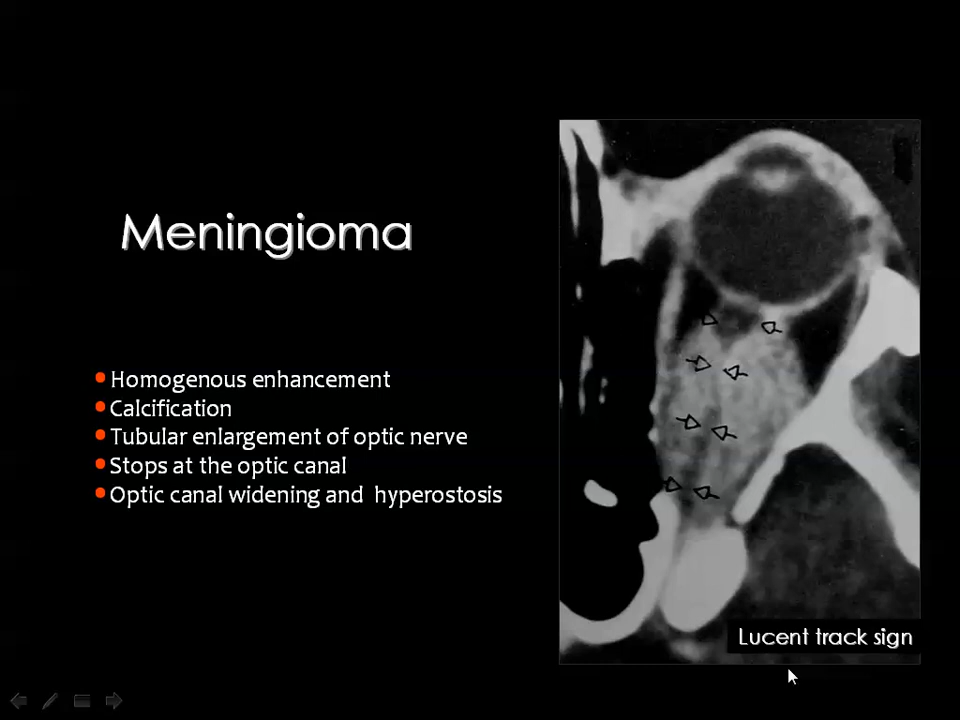 Meningioma
Homogenous enhancement
Calcification
Tubular enlargement of optic nerve
Stops at the optic canal
Optic canal widening and hyperostosis
Lucent track sign